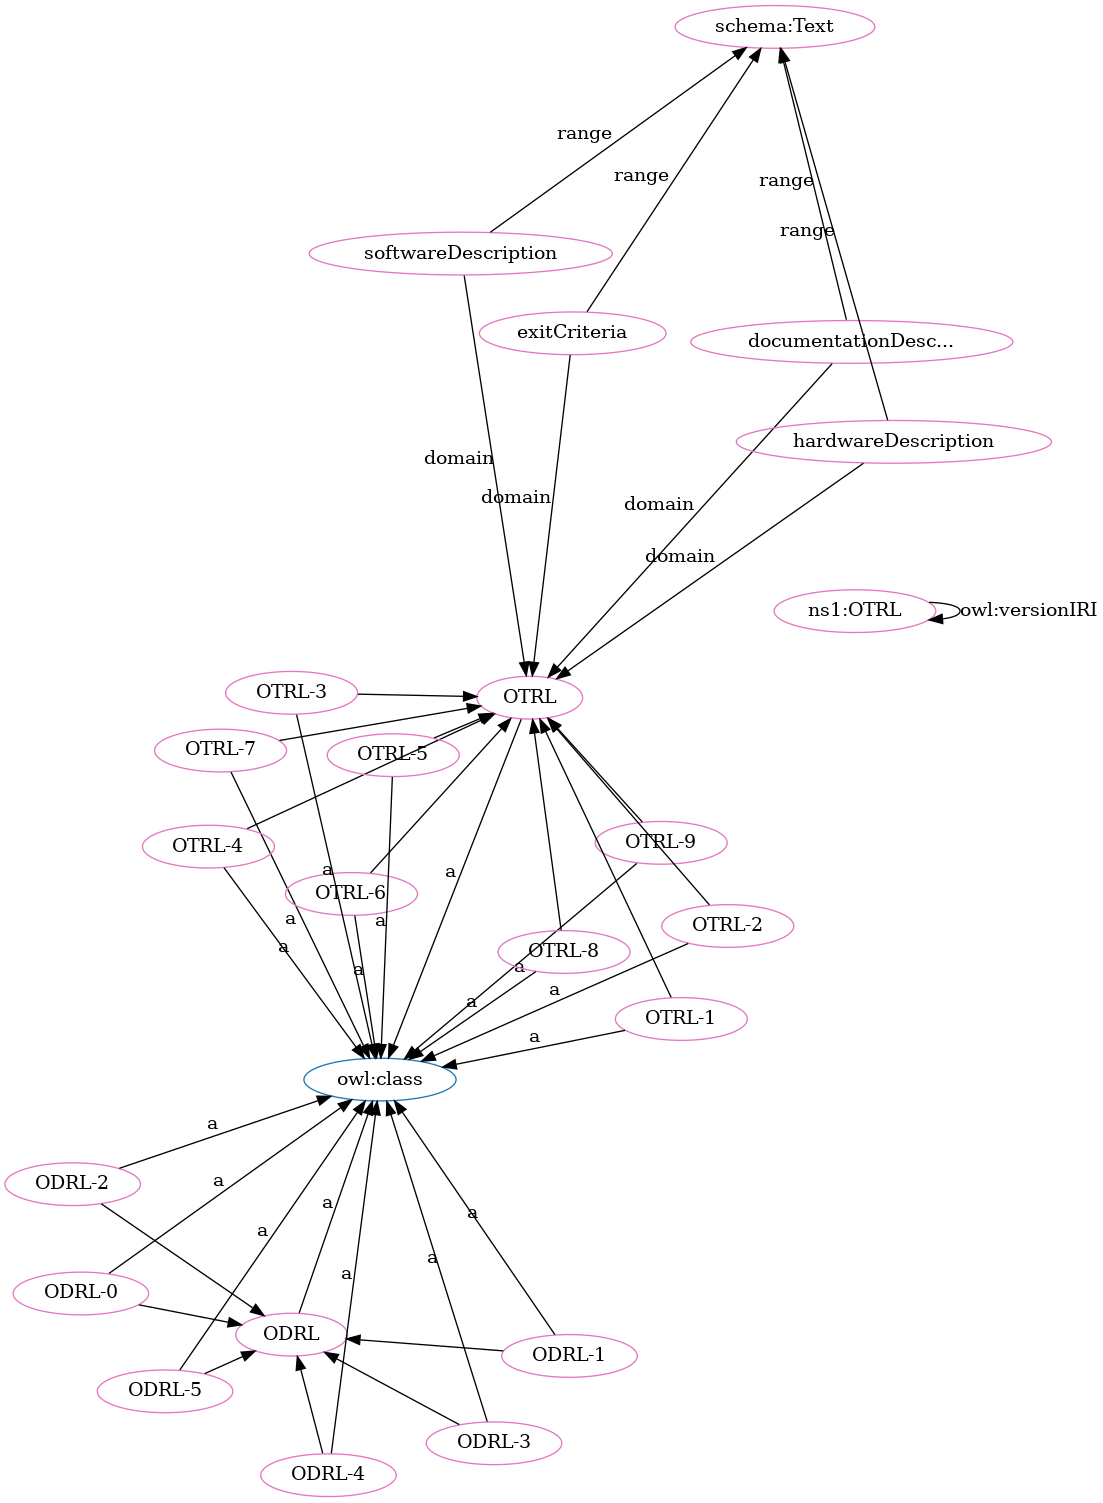 schema:Text
range
range
range
range
softwareDescription
exitCriteria
documentationDesc...
hardwareDescription
domain
domain
domain
domain
ns1:OTRL
owl:versionIRI
OTRL-3
OTRL
OTRL-7
OTRL-5
OTRL-4
OTRL-9
a
a
OTRL-6
a
a
OTRL-2
a
OTRL-8
a
a
a
a
OTRL-1
a
owl:class
a
ODRL-2
a
a
a
a
a
a
ODRL-0
ODRL
ODRL-1
ODRL-5
ODRL-3
ODRL-4